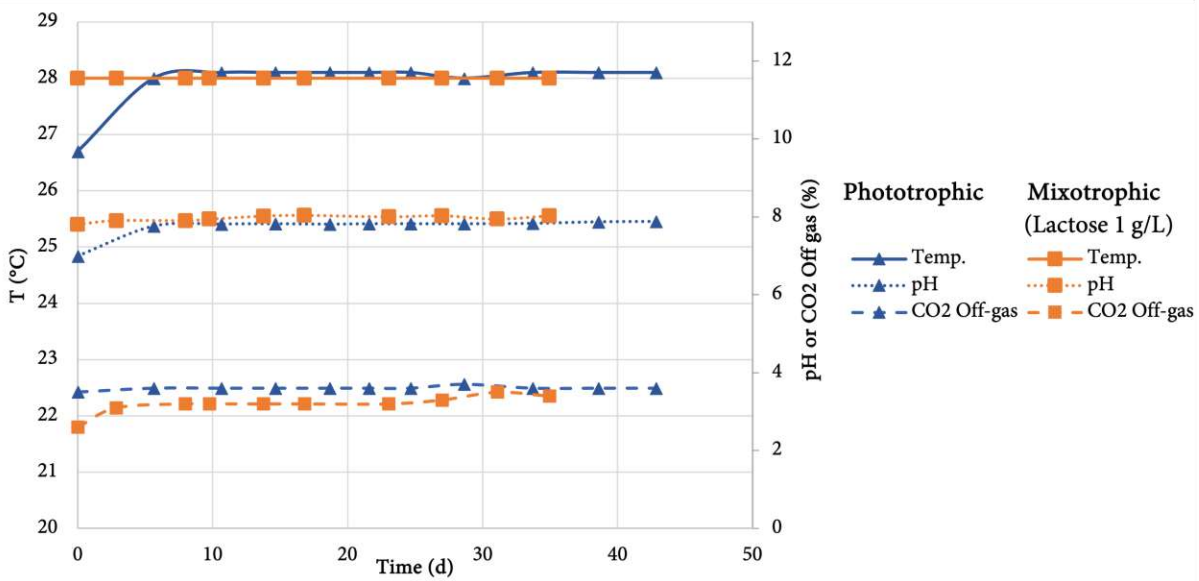 29
28
27
26
25
24
23
22
21
20
T (°C)
0
10
20
30
40
50
Time (d)
12
10
8
6
4
2
0
pH or CO2 Off gas (%)
Phototrophic
Temp.
pH
CO2 Off-gas
Mixotrophic
(Lactose 1 g/L)
Temp.
pH
CO2 Off-gas